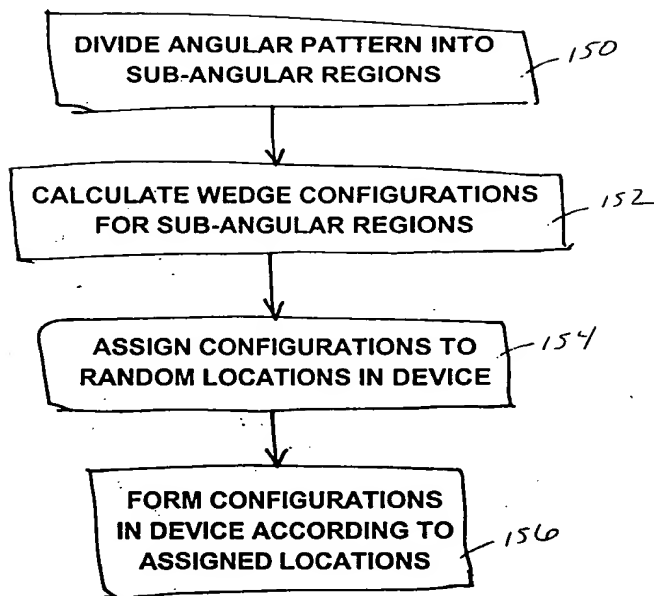 DIVIDE ANGULAR PATTERN INTO
SUB-ANGULAR REGIONS
150
CALCULATE WEDGE CONFIGURATIONS
FOR SUB-ANGULAR REGIONS
152
ASSIGN CONFIGURATIONS TO
RANDOM LOCATIONS IN DEVICE
154
FORM CONFIGURATIONS
IN DEVICE ACCORDING TO
ASSIGNED LOCATIONS
156